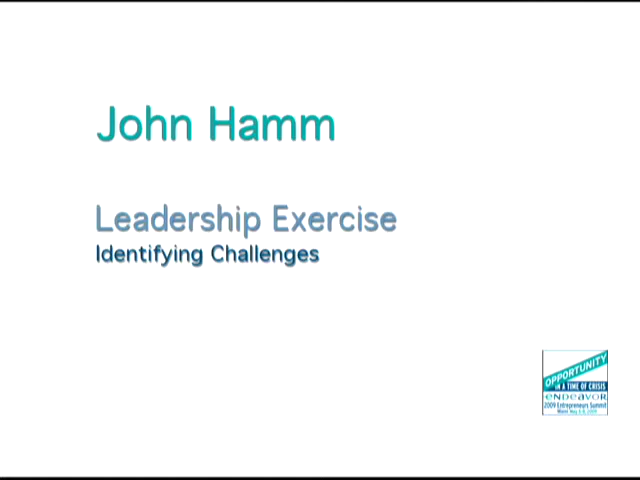 John Hamm
Leadership Exercise
Identifying Challenges
OPPORTUNITY
IN A TIME OF CRISIS
eNDeavOR
2009 Entrepreneurs Summit